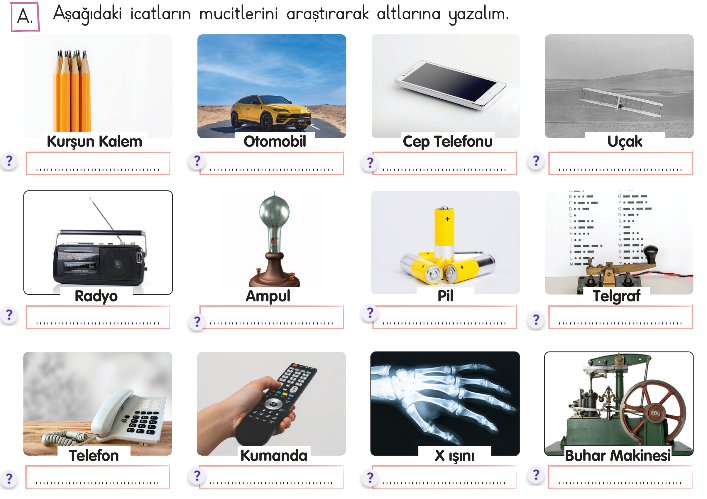 A. Aşağıdaki icatların mucitlerini araştırarak altlarına yazalım.
Kurşun Kalem
Otomobil
Cep Telefonu
Uçak
? ? ? ?
Radyo
Ampul
Pil
Telgraf
? ? ? ?
Telefon
Kumanda
X ışını
Buhar Makinesi
? ? ? ?